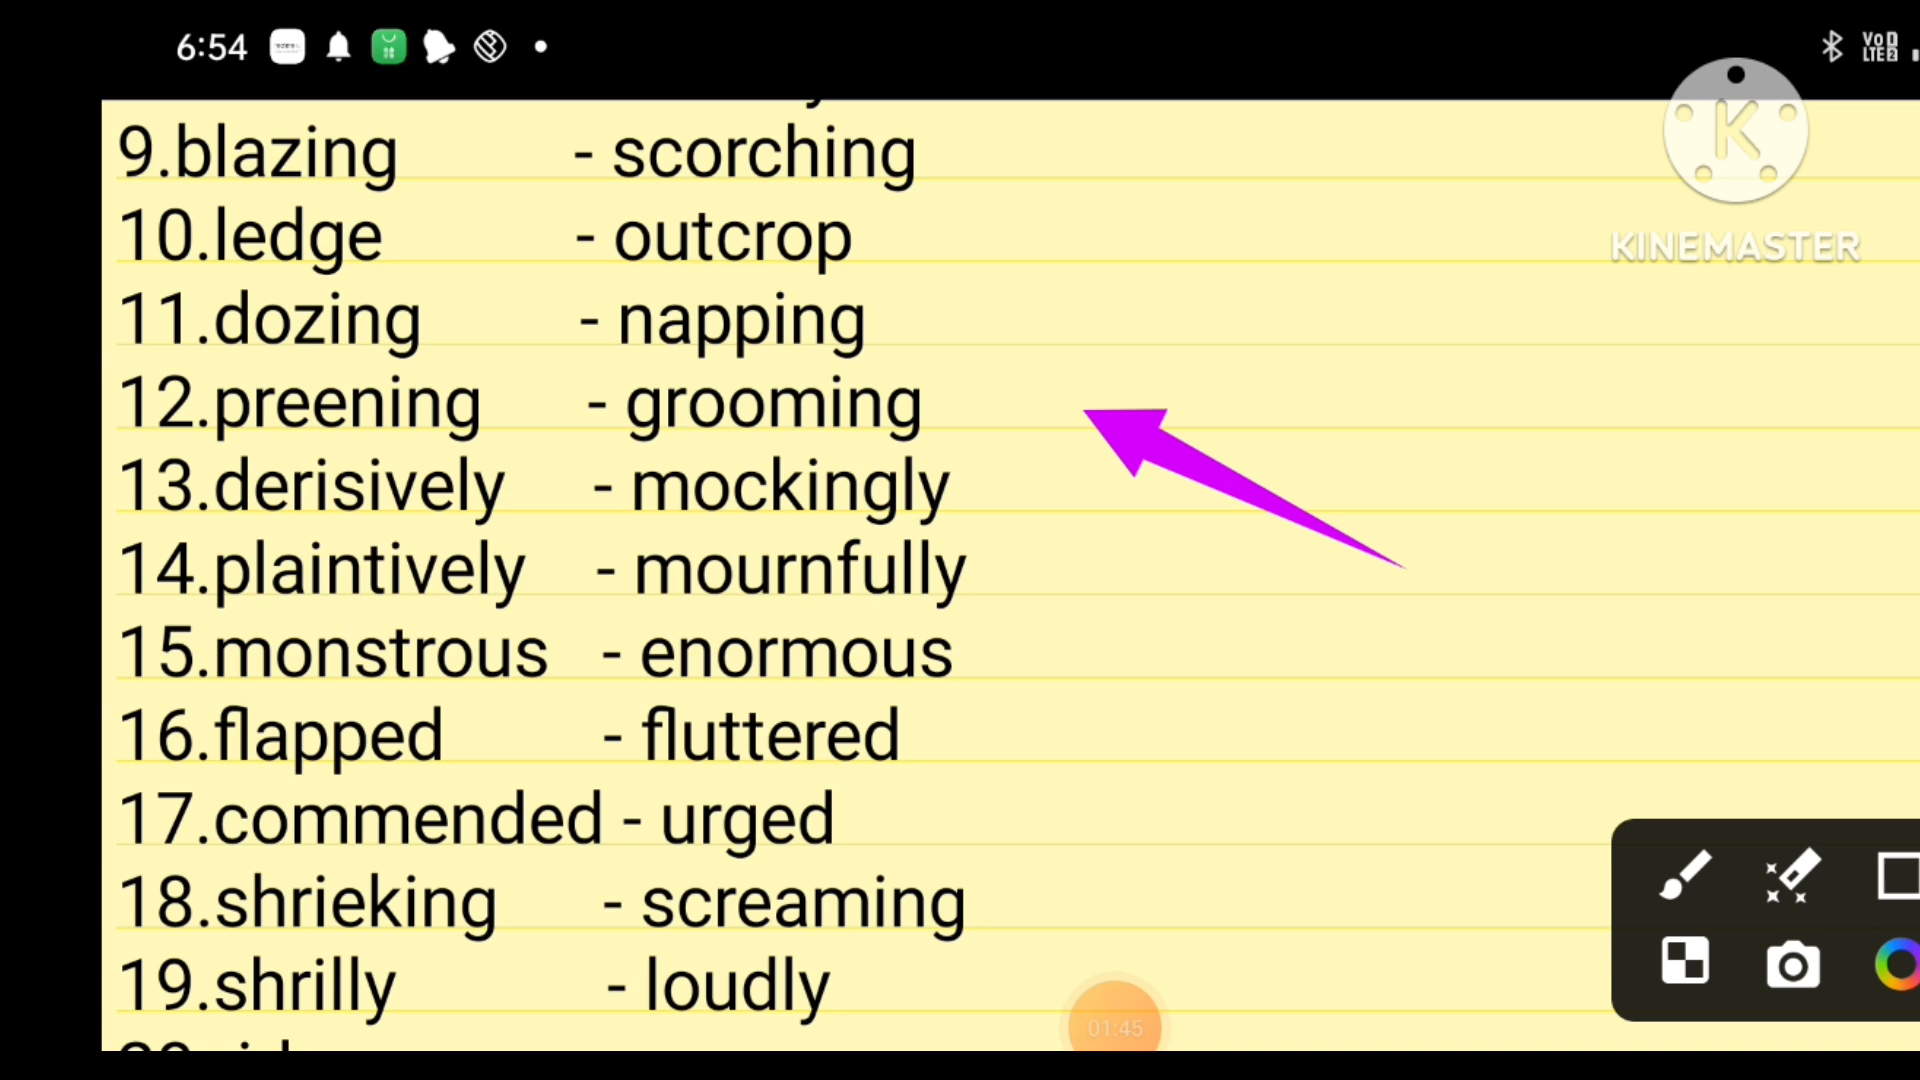 6:54
VoD LTE2
9.blazing - scorching
10.ledge - outcrop
11.dozing - napping
12.preening - grooming
13.derisively - mockingly
14.plaintively - mournfully
15.monstrous - enormous
16.flapped - fluttered
17.commended - urged
18.shrieking - screaming
19.shrilly - loudly
K
KINEMASTER
01:45